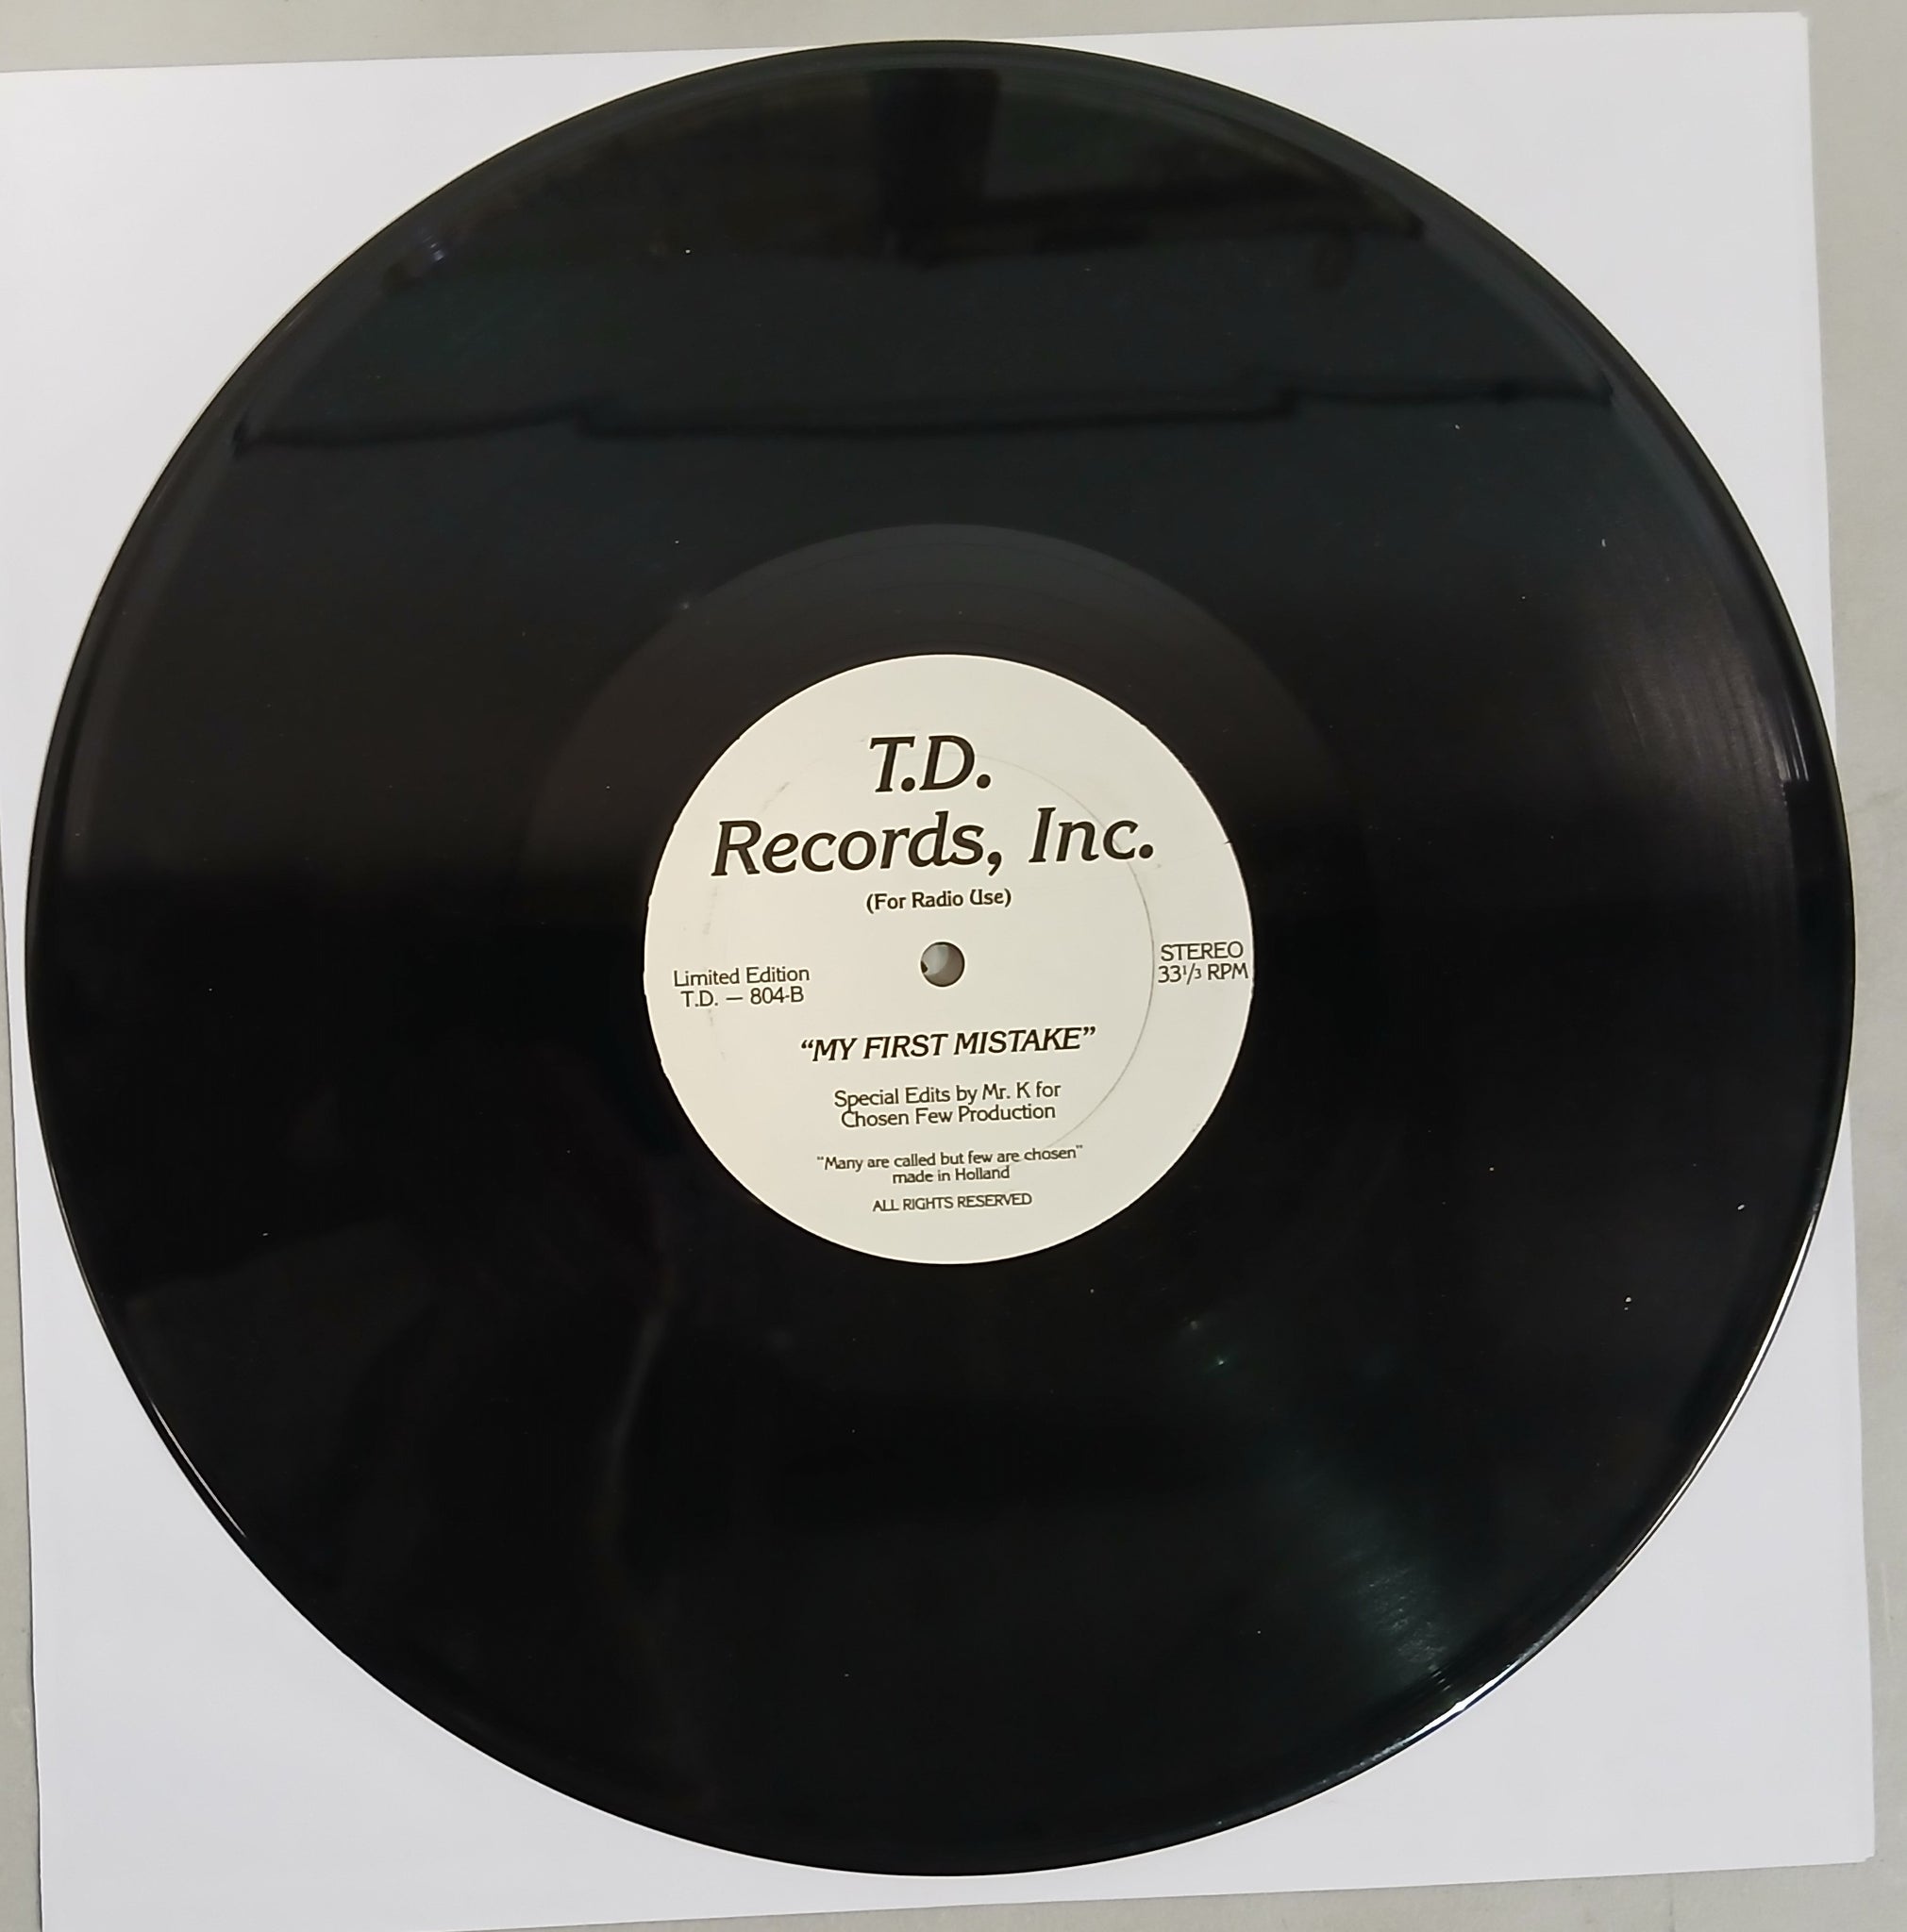 T.D.
Records, Inc.
(For Radio Use)
Limited Edition
T.D. — 804-B
STEREO
33⅓ RPM
“MY FIRST MISTAKE”
Special Edits by Mr. K for
Chosen Few Production
“Many are called but few are chosen”
made in Holland
ALL RIGHTS RESERVED